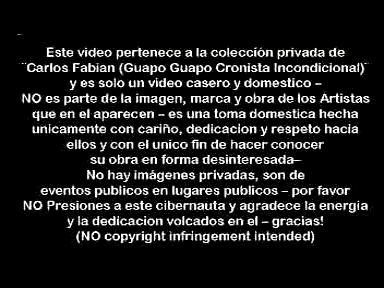 Este video pertenece a la colección privada de
¨Carlos Fabian (Guapo Guapo Cronista Incondicional)¨
y es solo un video casero y domestico –
NO es parte de la imagen, marca y obra de los Artistas
que en el aparecen – es una toma domestica hecha
unicamente con cariño, dedicacion y respeto hacia
ellos y con el unico fin de hacer conocer
su obra en forma desinteresada–
No hay imágenes privadas, son de
eventos publicos en lugares publicos – por favor
NO Presiones a este cibernauta y agradece la energia
y la dedicacion volcados en el – gracias!
(NO copyright infringement intended)